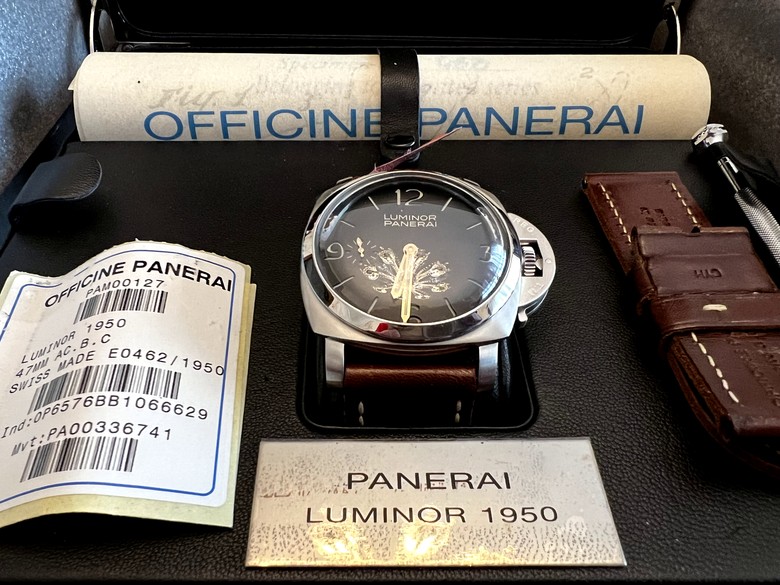 OFFICINE PANERAI
12
LUMINOR
PANERAI
9
3
OFFICINE PANERAI
PAM00127
LUMINOR 1950
47MM AC.B.C
SWISS MADE E0462/1950
Ind:OP6576BB1066629
Mvt:PA00336741
PANERAI
LUMINOR 1950